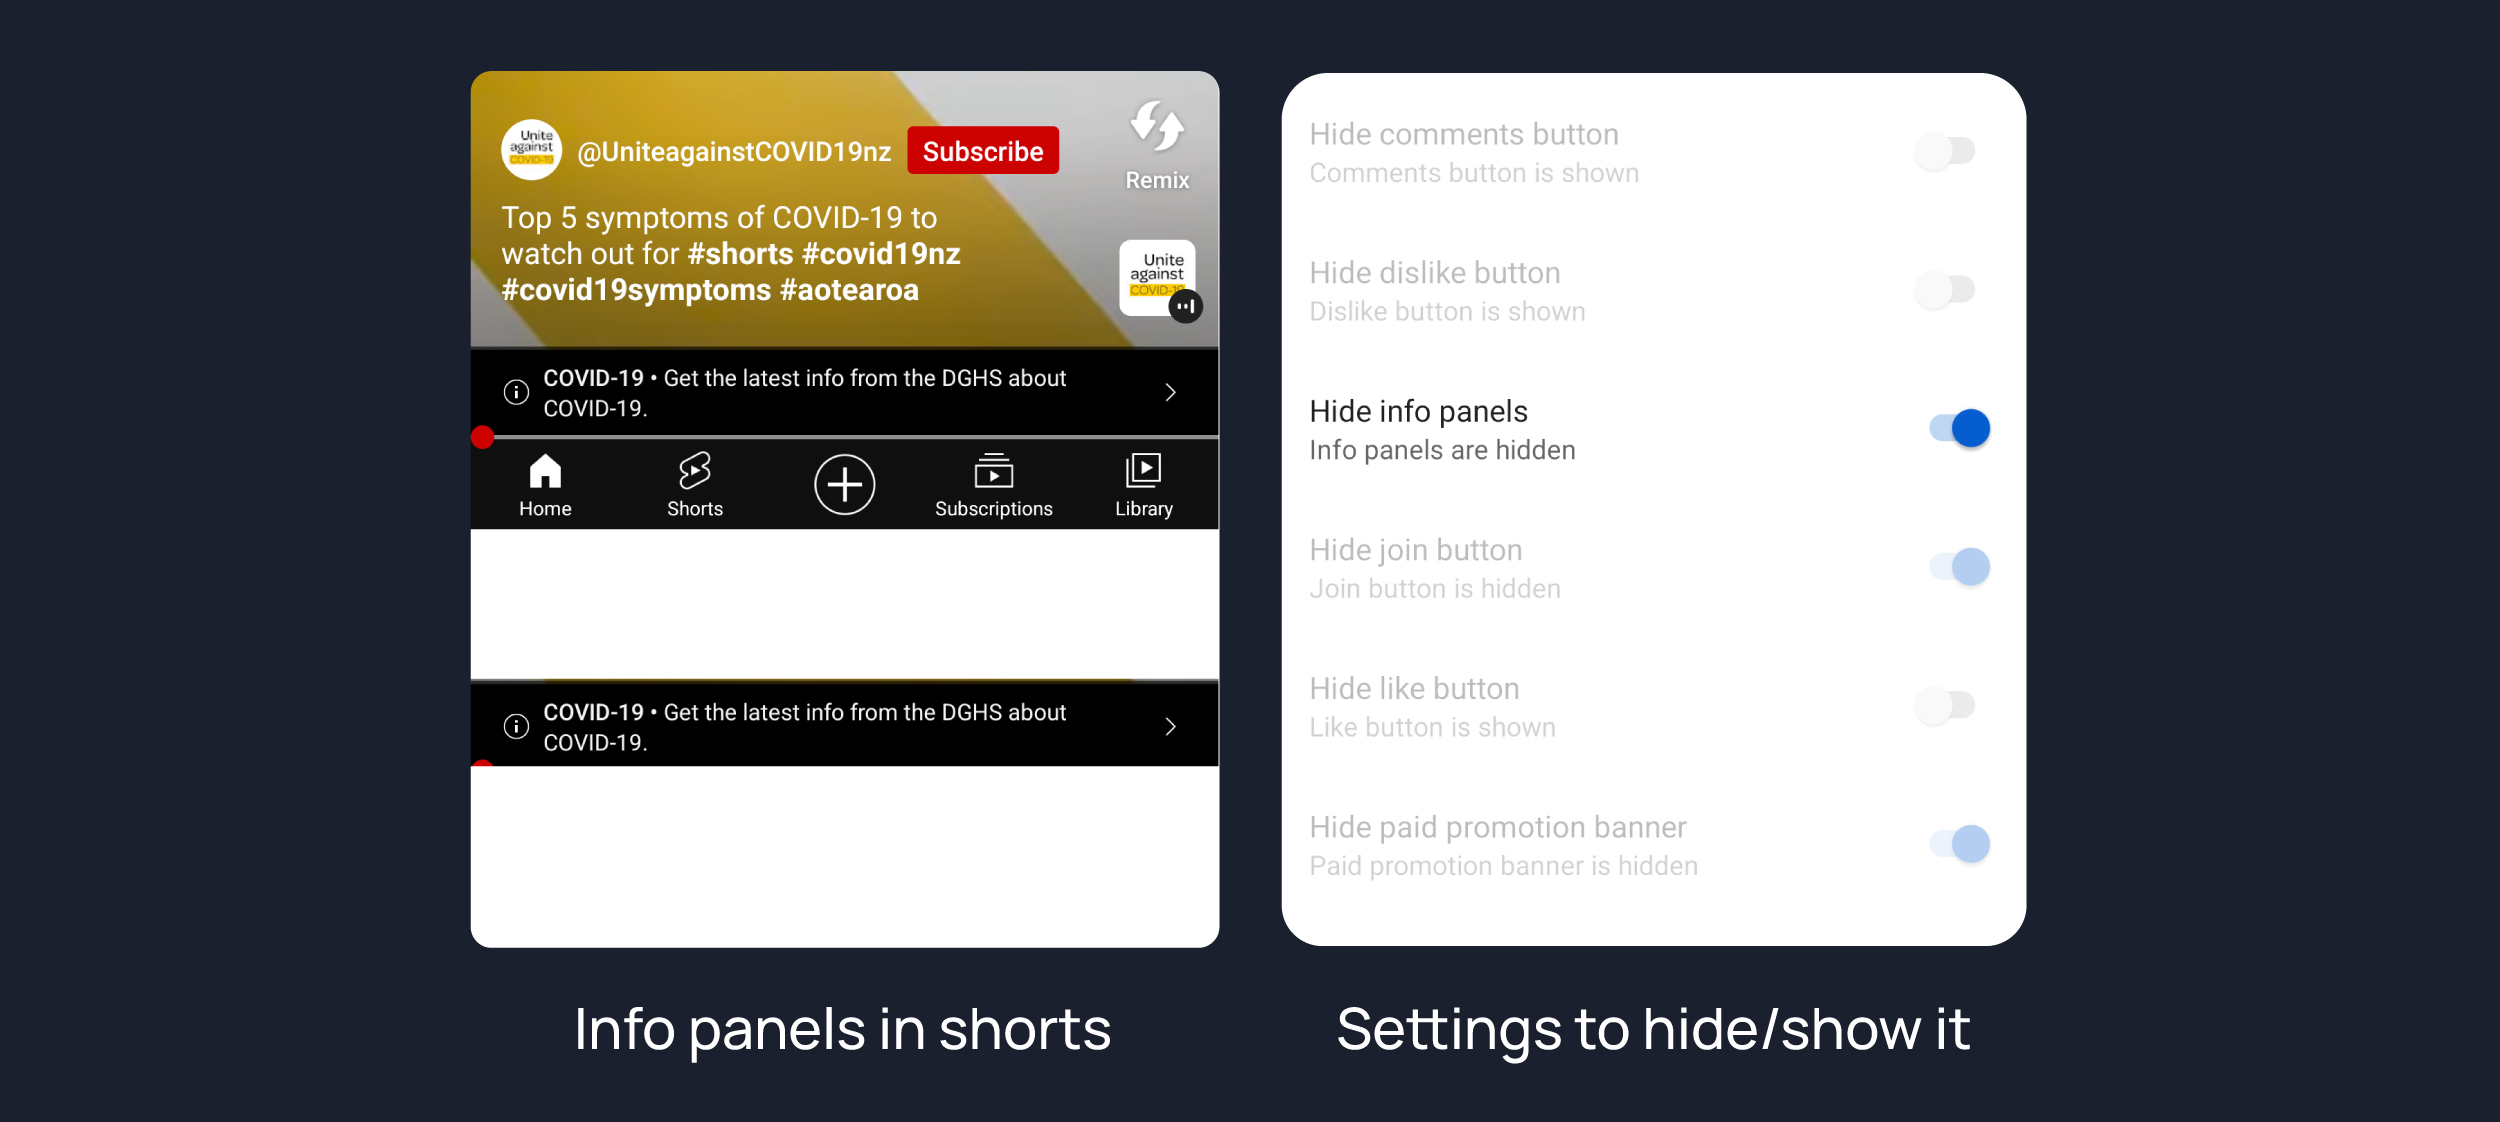 Unite
against
COVID-19
@UniteagainstCOVID19nz
Subscribe
Remix
Top 5 symptoms of COVID-19 to
watch out for #shorts #covid19nz
#covid19symptoms #aotearoa
Unite
against
COVID-19
COVID-19 • Get the latest info from the DGHS about
COVID-19.
Home
Shorts
Subscriptions
Library
COVID-19 • Get the latest info from the DGHS about
COVID-19.
Info panels in shorts
Hide comments button
Comments button is shown
Hide dislike button
Dislike button is shown
Hide info panels
Info panels are hidden
Hide join button
Join button is hidden
Hide like button
Like button is shown
Hide paid promotion banner
Paid promotion banner is hidden
Settings to hide/show it